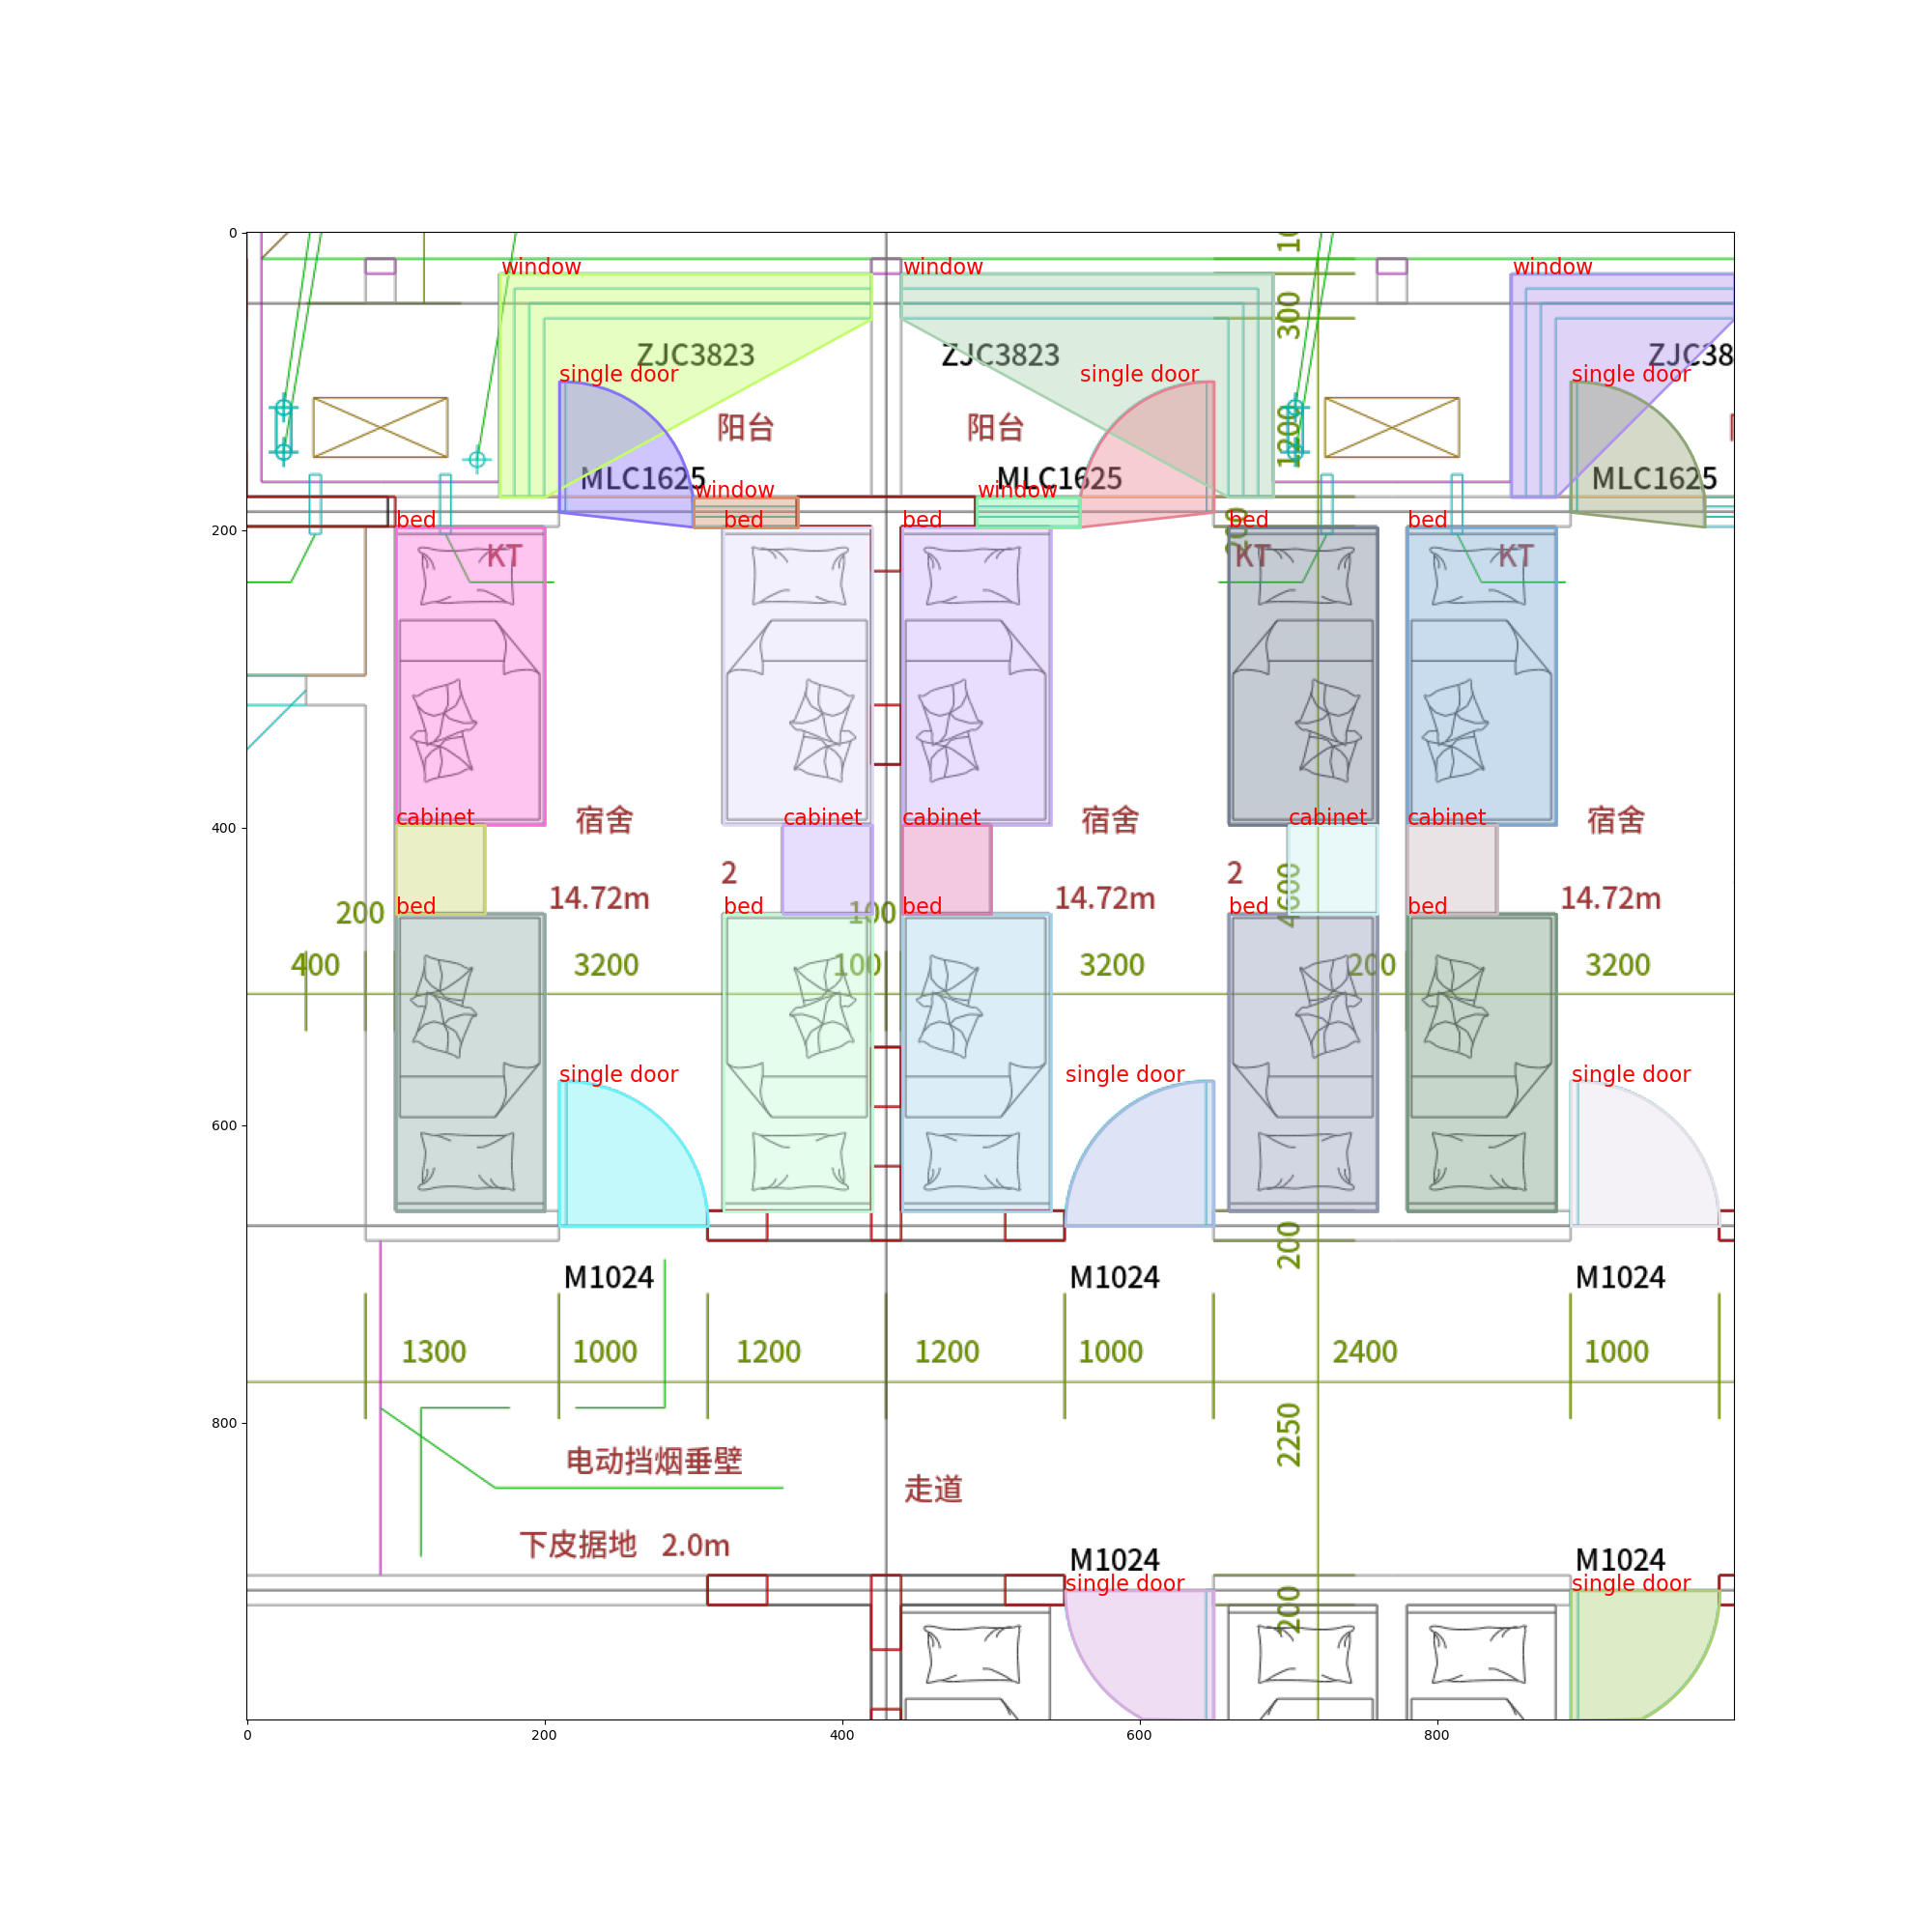 0
200
400
600
800
0
200
400
600
800
window
window
window
300
ZJC3823
ZJC3823
ZJC38
single door
single door
single door
阳台
阳台
1200
MLC1625
MLC1625
MLC1625
window
window
bed
bed
bed
bed
bed
200
KT
KT
KT
cabinet
cabinet
cabinet
cabinet
cabinet
宿舍
宿舍
宿舍
2
2
14.72m
14.72m
14.72m
4600
bed
bed
bed
bed
bed
200
100
400
3200
100
3200
200
3200
single door
single door
single door
200
M1024
M1024
M1024
1300
1000
1200
1200
1000
2400
1000
2250
电动挡烟垂壁
走道
下皮据地 2.0m
M1024
M1024
single door
single door
200